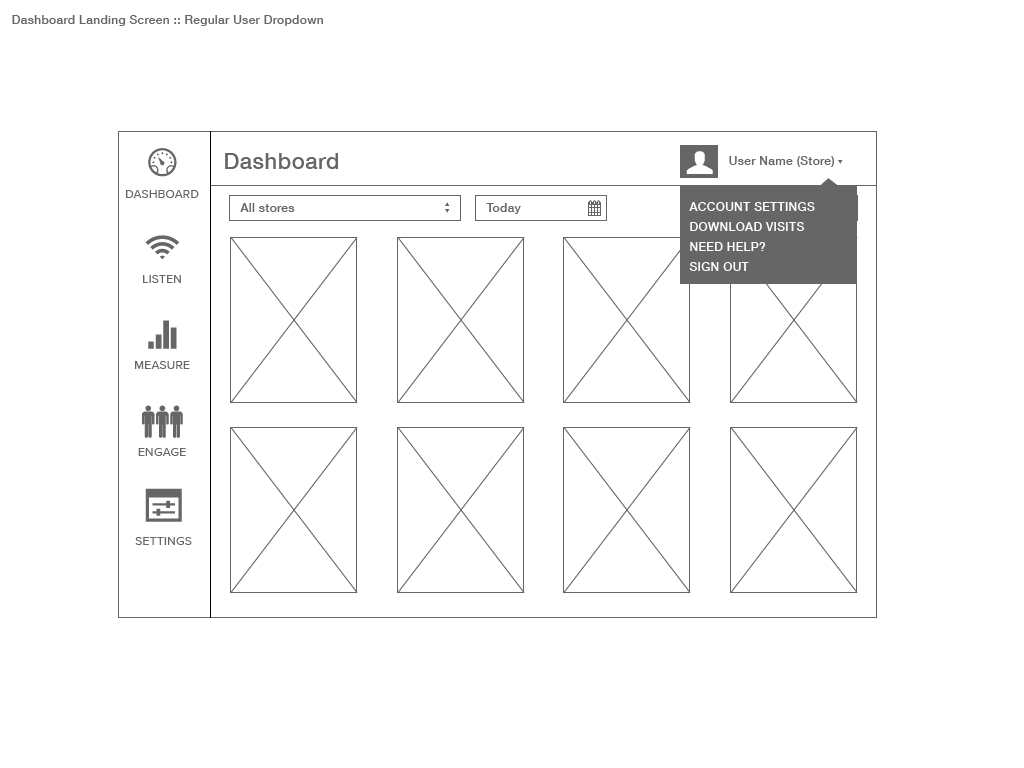 Dashboard Landing Screen :: Regular User Dropdown
Dashboard
User Name (Store)
DASHBOARD
All stores
Today
ACCOUNT SETTINGS
DOWNLOAD VISITS
NEED HELP?
SIGN OUT
LISTEN
MEASURE
ENGAGE
SETTINGS